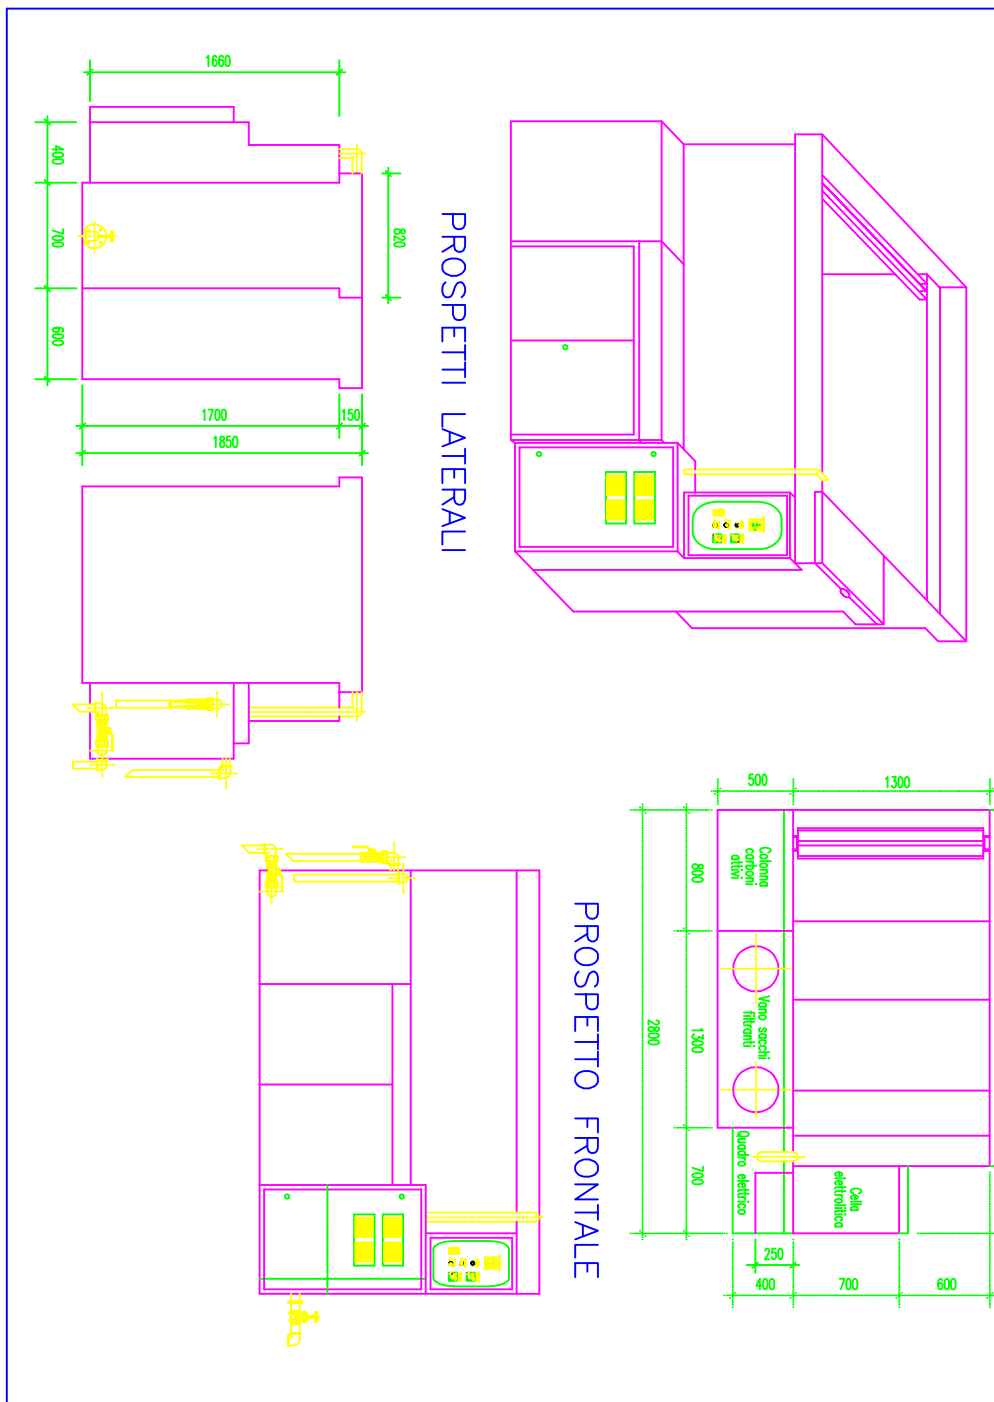 1660
400
700
600
820
1700
150
1850
PROSPETTI LATERALI
500
1300
800
1300
700
2800
Colonna
carboni
attivi
Vano sacchi
filtranti
Quadro elettrico
Cella
elettrolitica
250
400
700
600
PROSPETTO FRONTALE